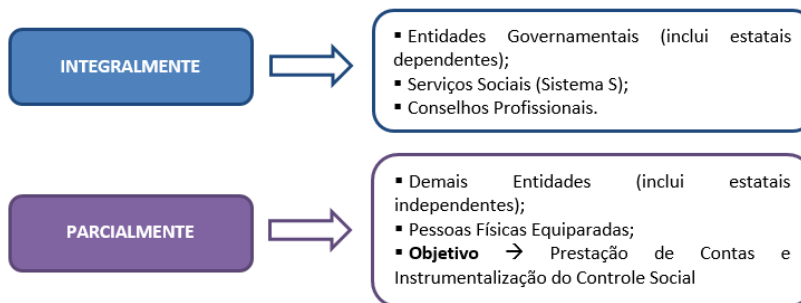 INTEGRALMENTE
▪ Entidades Governamentais (inclui estatais
dependentes);
▪ Serviços Sociais (Sistema S);
▪ Conselhos Profissionais.
PARCIALMENTE
▪ Demais Entidades (inclui estatais
independentes);
▪ Pessoas Físicas Equiparadas;
▪ Objetivo → Prestação de Contas e
Instrumentalização do Controle Social